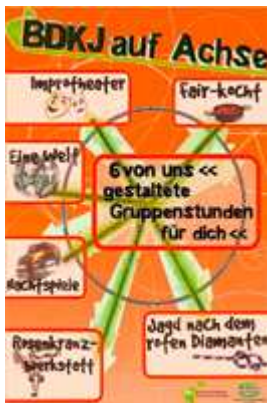 BDKJ auf Achse
Improtheater
Fair-kocht
Eine Welt
6 von uns <<
gestaltete
Gruppenstunden
für dich <<
Nachtspiele
Rosenkranz-
werkstatt
Jagd nach dem
roten Diamanten